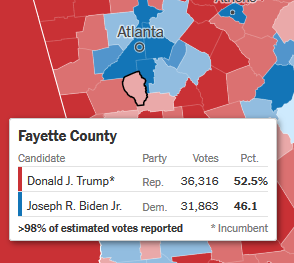 Atlanta
Fayette County
Candidate Party Votes Pct.
Donald J. Trump* Rep. 36,316 52.5%
Joseph R. Biden Jr. Dem. 31,863 46.1
>98% of estimated votes reported * Incumbent